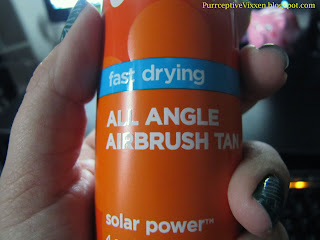 PurrceptiveVixxen.blogspot.com
fast drying
ALL ANGLE
AIRBRUSH TAN
solar power™